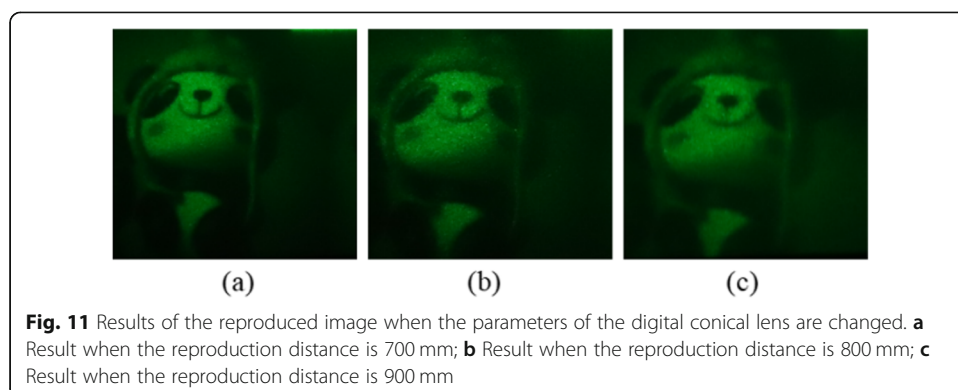 (a) (b) (c)
Fig. 11 Results of the reproduced image when the parameters of the digital conical lens are changed. a
Result when the reproduction distance is 700 mm; b Result when the reproduction distance is 800 mm; c
Result when the reproduction distance is 900 mm